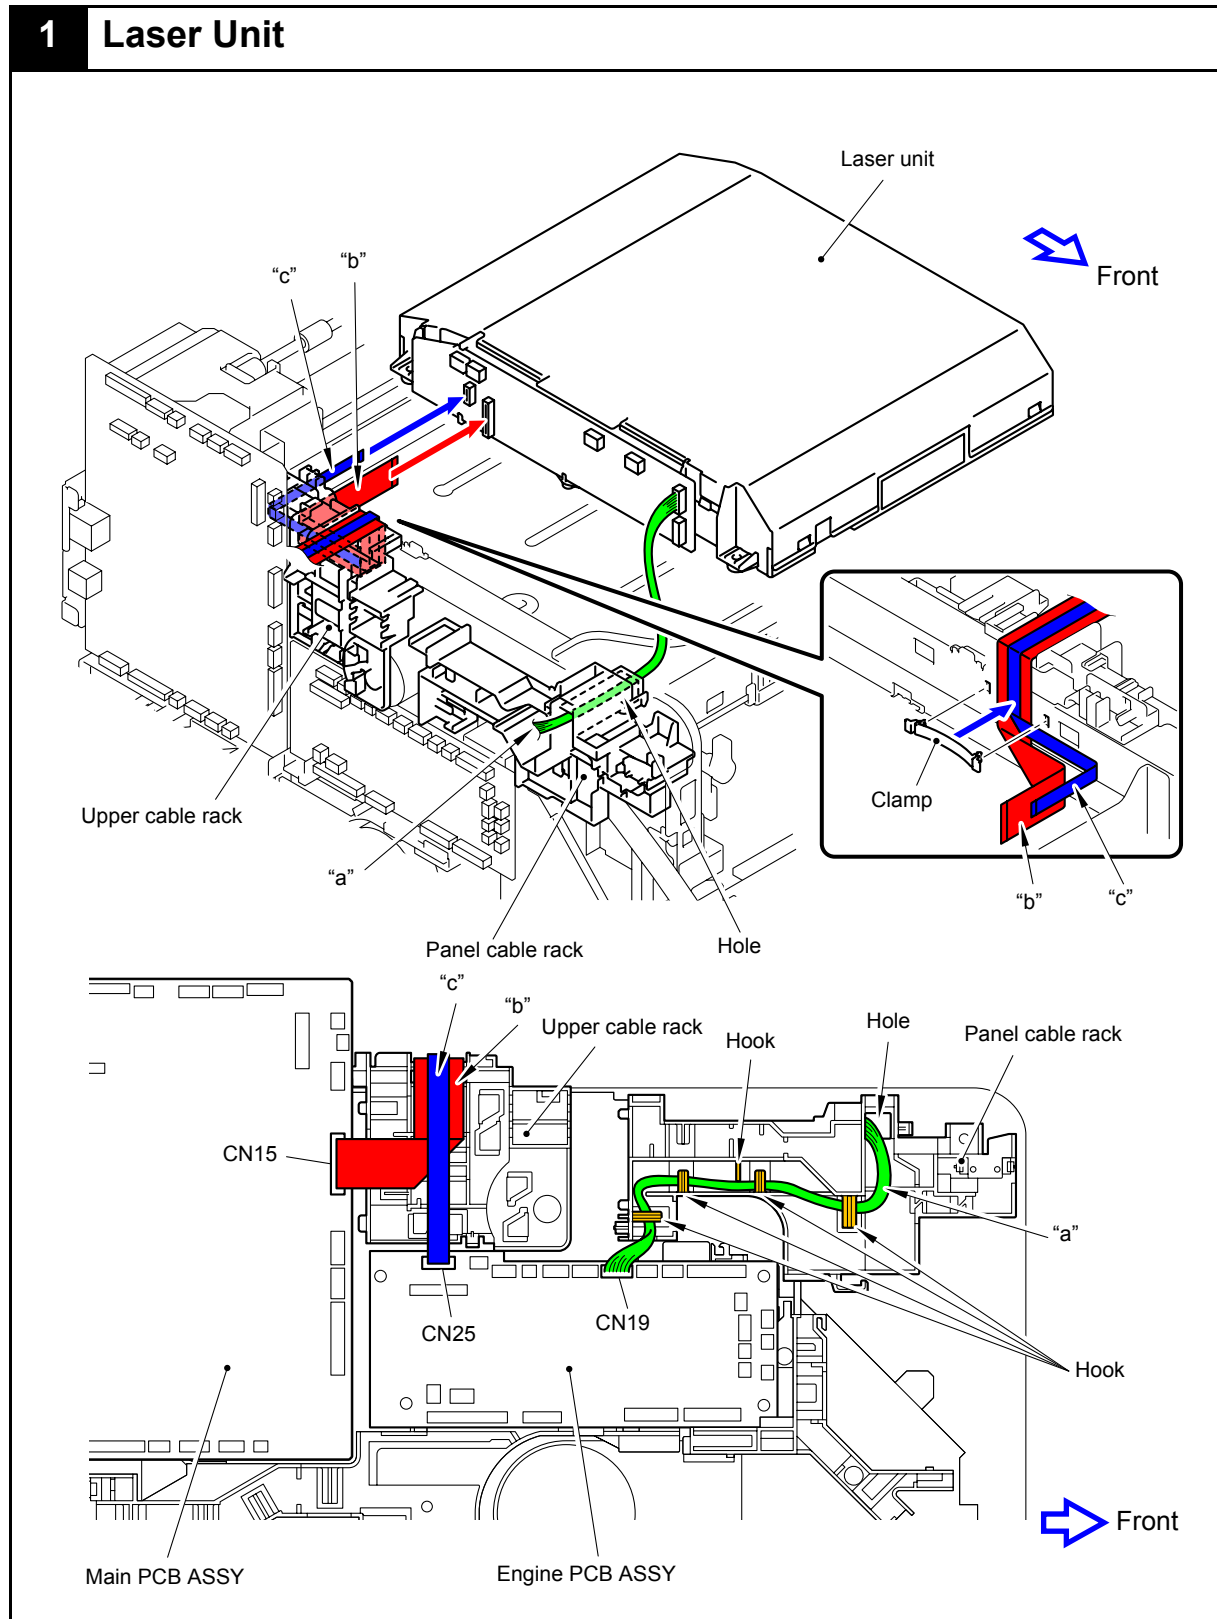 1 Laser Unit
Laser unit
Front
“b”
“c”
Upper cable rack
“a”
Panel cable rack
Hole
Clamp
“b”
“c”
“c”
“b”
Upper cable rack
Hook
Hole
Panel cable rack
CN15
“a”
CN25
CN19
Hook
Front
Main PCB ASSY
Engine PCB ASSY